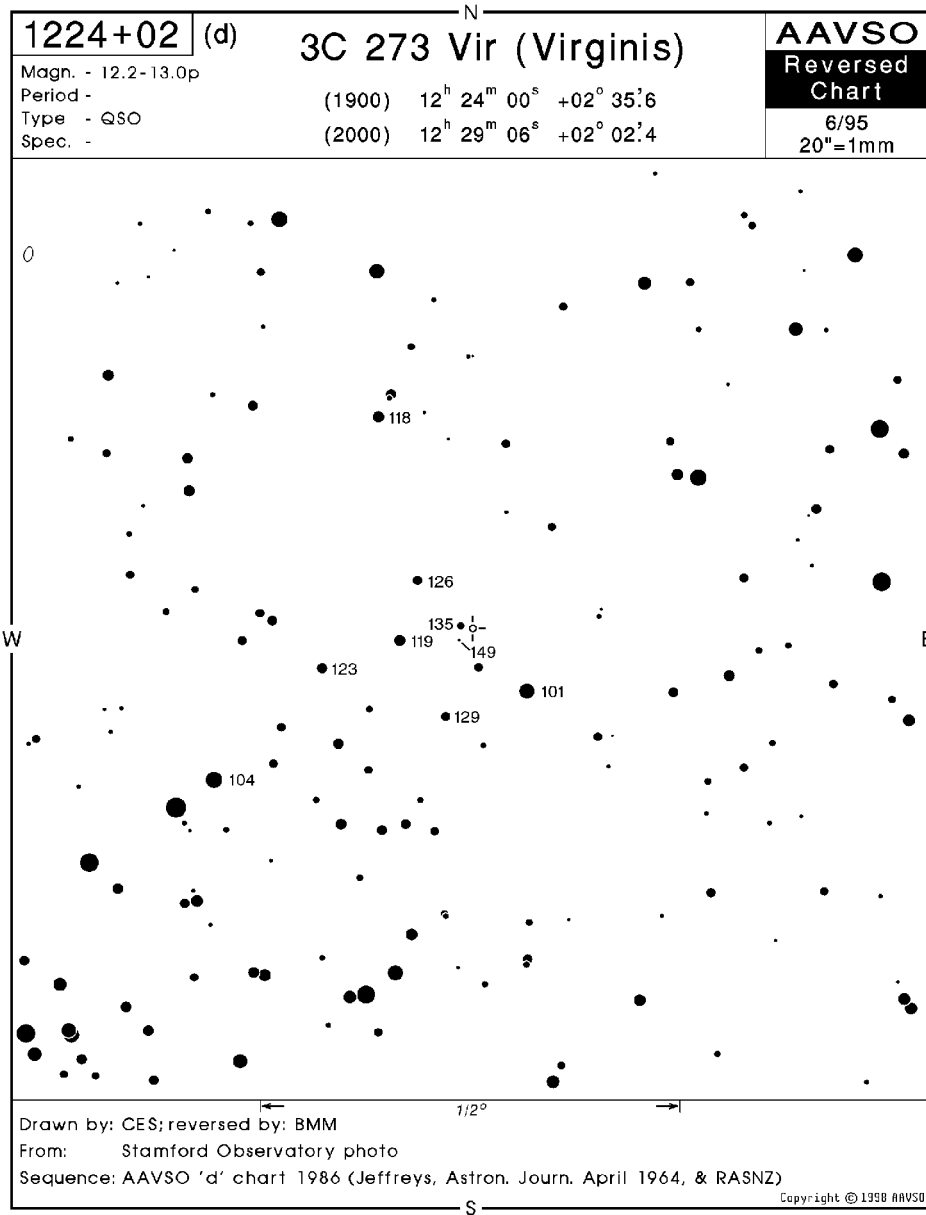 N
1224+02 (d)
3C 273 Vir (Virginis)
AAVSO
Reversed
Chart
6/95
20"=1mm
Magn. - 12.2-13.0p
Period -
Type - QSO
Spec. -
(1900) 12h 24m 00s +02° 35.'6
(2000) 12h 29m 06s +02° 02.'4
118
126
135
W
119
149
E
123
101
129
104
1/2°
Drawn by: CES; reversed by: BMM
From: Stamford Observatory photo
Sequence: AAVSO 'd' chart 1986 (Jeffreys, Astron. Journ. April 1964, & RASNZ)
Copyright © 1998 AAVSO
S